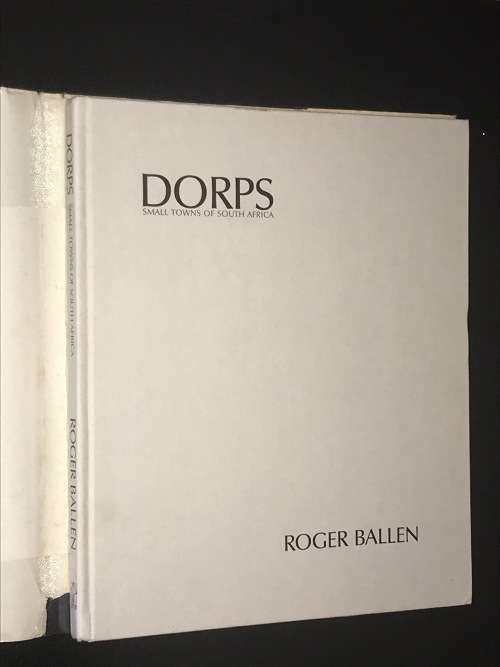 DORPS
SMALL TOWNS OF SOUTH AFRICA
ROGER BALLEN
DORPS SMALL TOWNS OF SOUTH AFRICA ROGER BALLEN